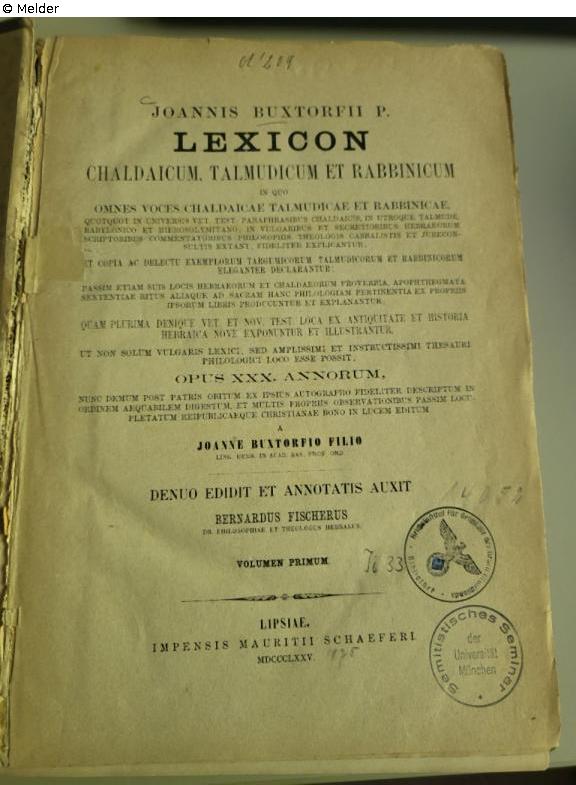 © Melder
JOANNIS BUXTORFII P.
LEXICON
CHALDAICUM, TALMUDICUM ET RABBINICUM
IN QUO
OMNES VOCES CHALDAICAE TALMUDICAE ET RABBINICAE,
QUOTQUOT IN UNIVERSIS VET. TEST. PARAPHRASIBUS CHALDAICIS, IN UTROQUE TALMUDE,
BABYLONICO ET HIEROSOLYMITANO, IN VULGARIBUS ET SECRETIORIBUS HEBRAEORUM
SCRIPTORIBUS COMMENTATORIBUS PHILOSOPHIS THEOLOGIS CABBALISTIS ET JURECON-
SULTIS EXTANT, FIDELITER EXPLICANTUR,
ET COPIA AC DELECTU EXEMPLORUM TARGUMICORUM TALMUDICORUM ET RABBINICORUM
ELEGANTER DECLARANTUR;
PASSIM ETIAM SUIS LOCIS HEBRAEORUM ET CHALDAEORUM PROVERBIA, APOPHTHEGMATA
SENTENTIAE RITUS ALIAQUE AD SACRAM HANC PHILOLOGIAM PERTINENTIA EX PROPRIIS
IPSORUM LIBRIS PRODUCUNTUR ET EXPLANANTUR,
QUAM PLURIMA DENIQUE VET. ET NOV. TEST. LOCA EX ANTIQUITATE ET HISTORIA
HEBRAICA NOVE EXPONUNTUR ET ILLUSTRANTUR,
UT NON SOLUM VULGARIS LEXICI, SED AMPLISSIMI ET INSTRUCTISSIMI THESAURI
PHILOLOGICI LOCO ESSE POSSIT,
OPUS XXX. ANNORUM,
NUNC DEMUM POST PATRIS OBITUM EX IPSIUS AUTOGRAPHO FIDELITER DESCRIPTUM IN
ORDINEM AEQUABILEM DIGESTUM, ET MULTIS PROPRIIS OBSERVATIONIBUS PASSIM LOCU-
PLETATUM REIPUBLICAEQUE CHRISTIANAE BONO IN LUCEM EDITUM
A
JOANNE BUXTORFIO FILIO
LING. HEBR. IN ACAD. BAS. PROF. ORD.
DENUO EDIDIT ET ANNOTATIS AUXIT
BERNARDUS FISCHERUS
DR. PHILOSOPHIAE ET THEOLOGUS HEBRAEUS.
VOLUMEN PRIMUM
LIPSIAE,
IMPENSIS MAURITII SCHAEFERI
MDCCCLXXV.
Semitistisches Seminar
der
Universität
München